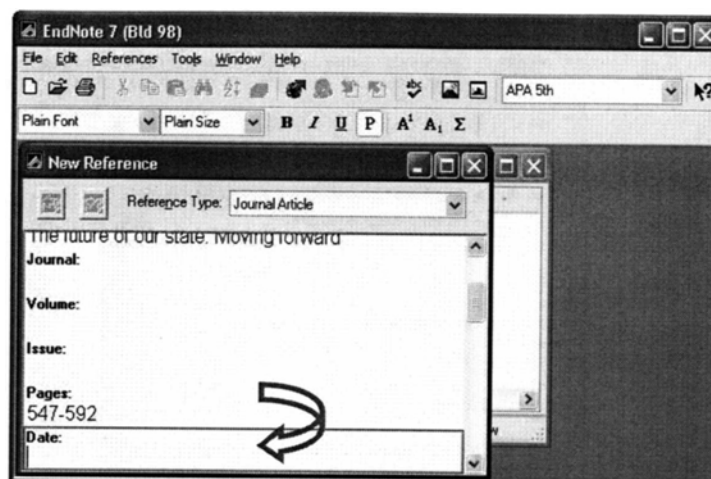 EndNote 7 (Bld 98)
File Edit References Tools Window Help
abc APA 5th
Plain Font Plain Size B I U P A¹ A₁ Σ
New Reference
Reference Type: Journal Article
The future of our state: Moving forward
Journal:
Volume:
Issue:
Pages:
547-592
Date: